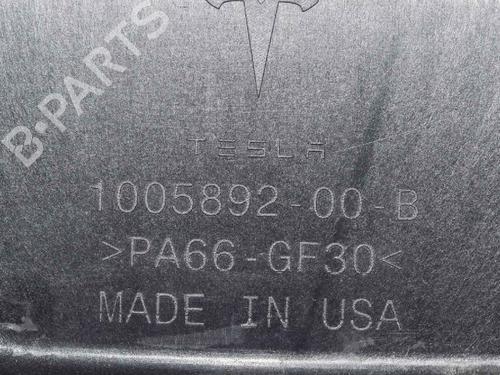 B-PARTS
TESLA
1005892-00-B
>PA66-GF30<
MADE IN USA